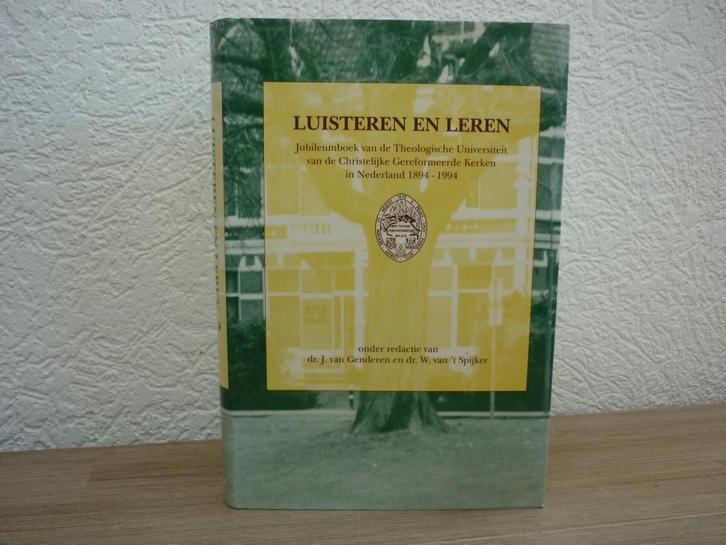 LUISTEREN EN LEREN
Jubileumboek van de Theologische Universiteit
van de Christelijke Gereformeerde Kerken
in Nederland 1894 - 1994
onder redactie van
dr. J. van Genderen en dr. W. van 't Spijker